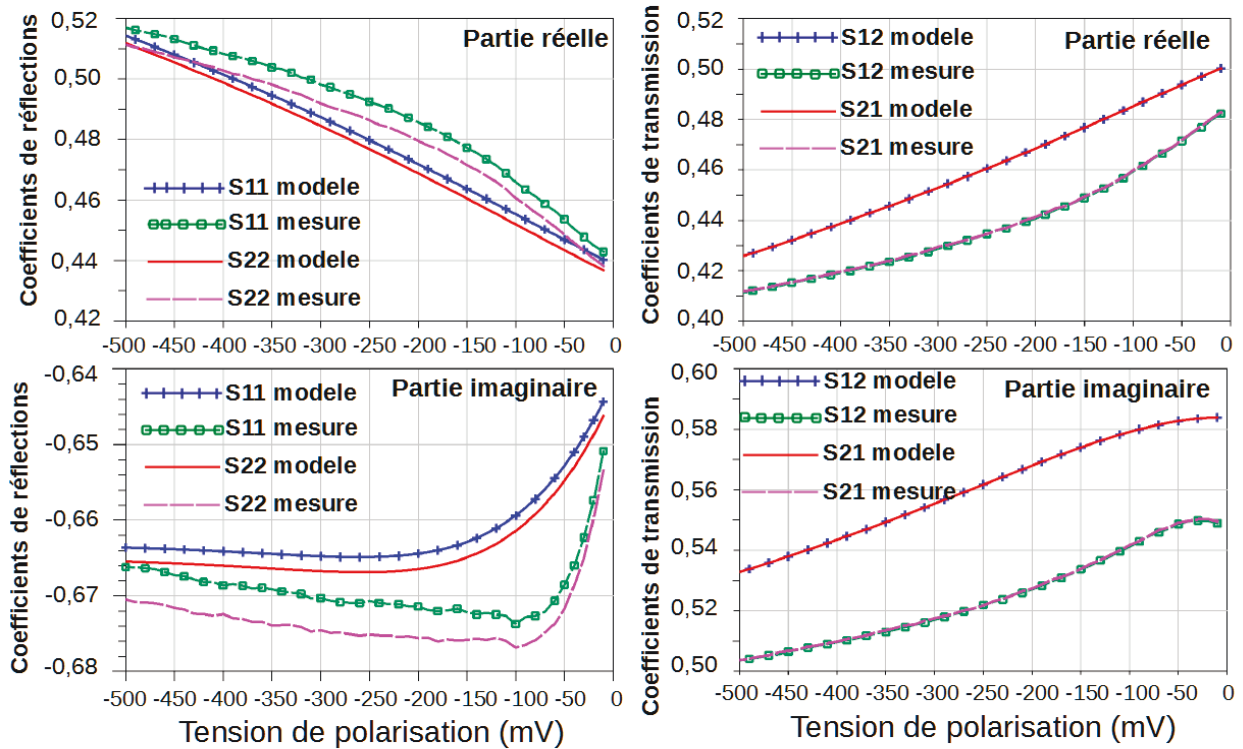 Coefficients de réflections
0,52
0,50
0,48
0,46
0,44
0,42
Partie réelle
S11 modele
S11 mesure
S22 modele
S22 mesure
-500 -450 -400 -350 -300 -250 -200 -150 -100 -50 0
Coefficients de transmission
0,52
0,50
0,48
0,46
0,44
0,42
0,40
S12 modele
Partie réelle
S12 mesure
S21 modele
S21 mesure
-500 -450 -400 -350 -300 -250 -200 -150 -100 -50 0
Coefficients de réflections
-0,64
-0,65
-0,66
-0,67
-0,68
S11 modele
Partie imaginaire
S11 mesure
S22 modele
S22 mesure
-500 -450 -400 -350 -300 -250 -200 -150 -100 -50 0
Tension de polarisation (mV)
Coefficients de transmission
0,60
0,58
0,56
0,54
0,52
0,50
S12 modele
Partie imaginaire
S12 mesure
S21 modele
S21 mesure
-500 -450 -400 -350 -300 -250 -200 -150 -100 -50 0
Tension de polarisation (mV)